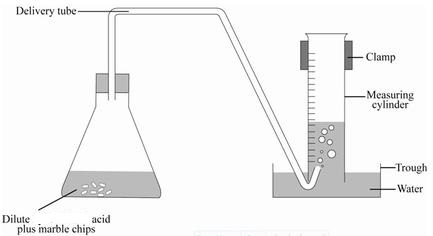 Delivery tube
Clamp
Measuring
cylinder
Trough
Water
Dilute acid
plus marble chips